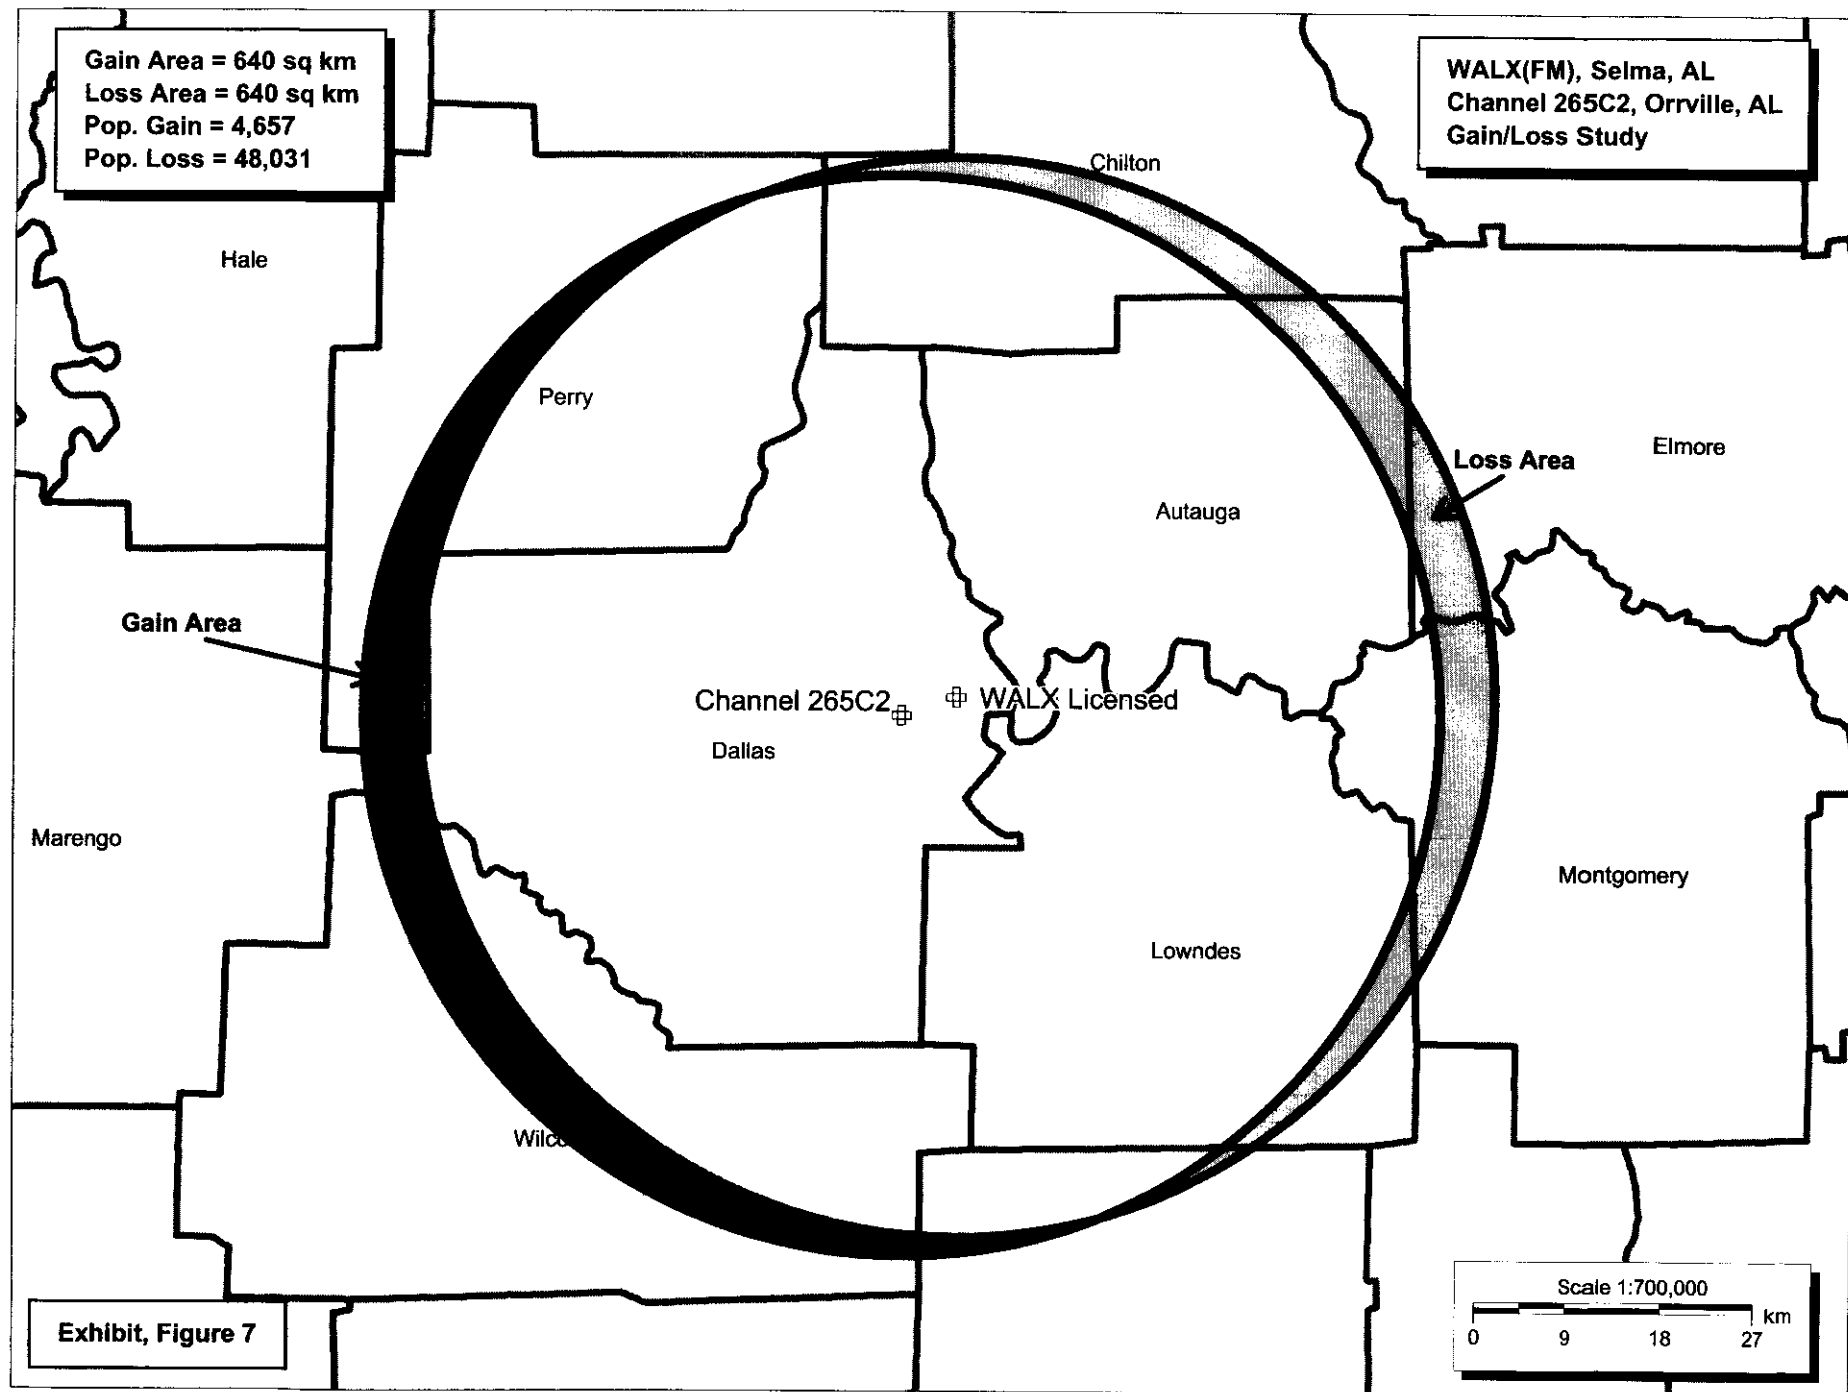 Gain Area = 640 sq km
Loss Area = 640 sq km
Pop. Gain = 4,657
Pop. Loss = 48,031
WALX(FM), Selma, AL
Channel 265C2, Orrville, AL
Gain/Loss Study
Chilton
Hale
Perry
Elmore
Loss Area
Autauga
Gain Area
Channel 265C2
WALX Licensed
Dallas
Marengo
Montgomery
Lowndes
Wilco
Scale 1:700,000
km
0 9 18 27
Exhibit, Figure 7